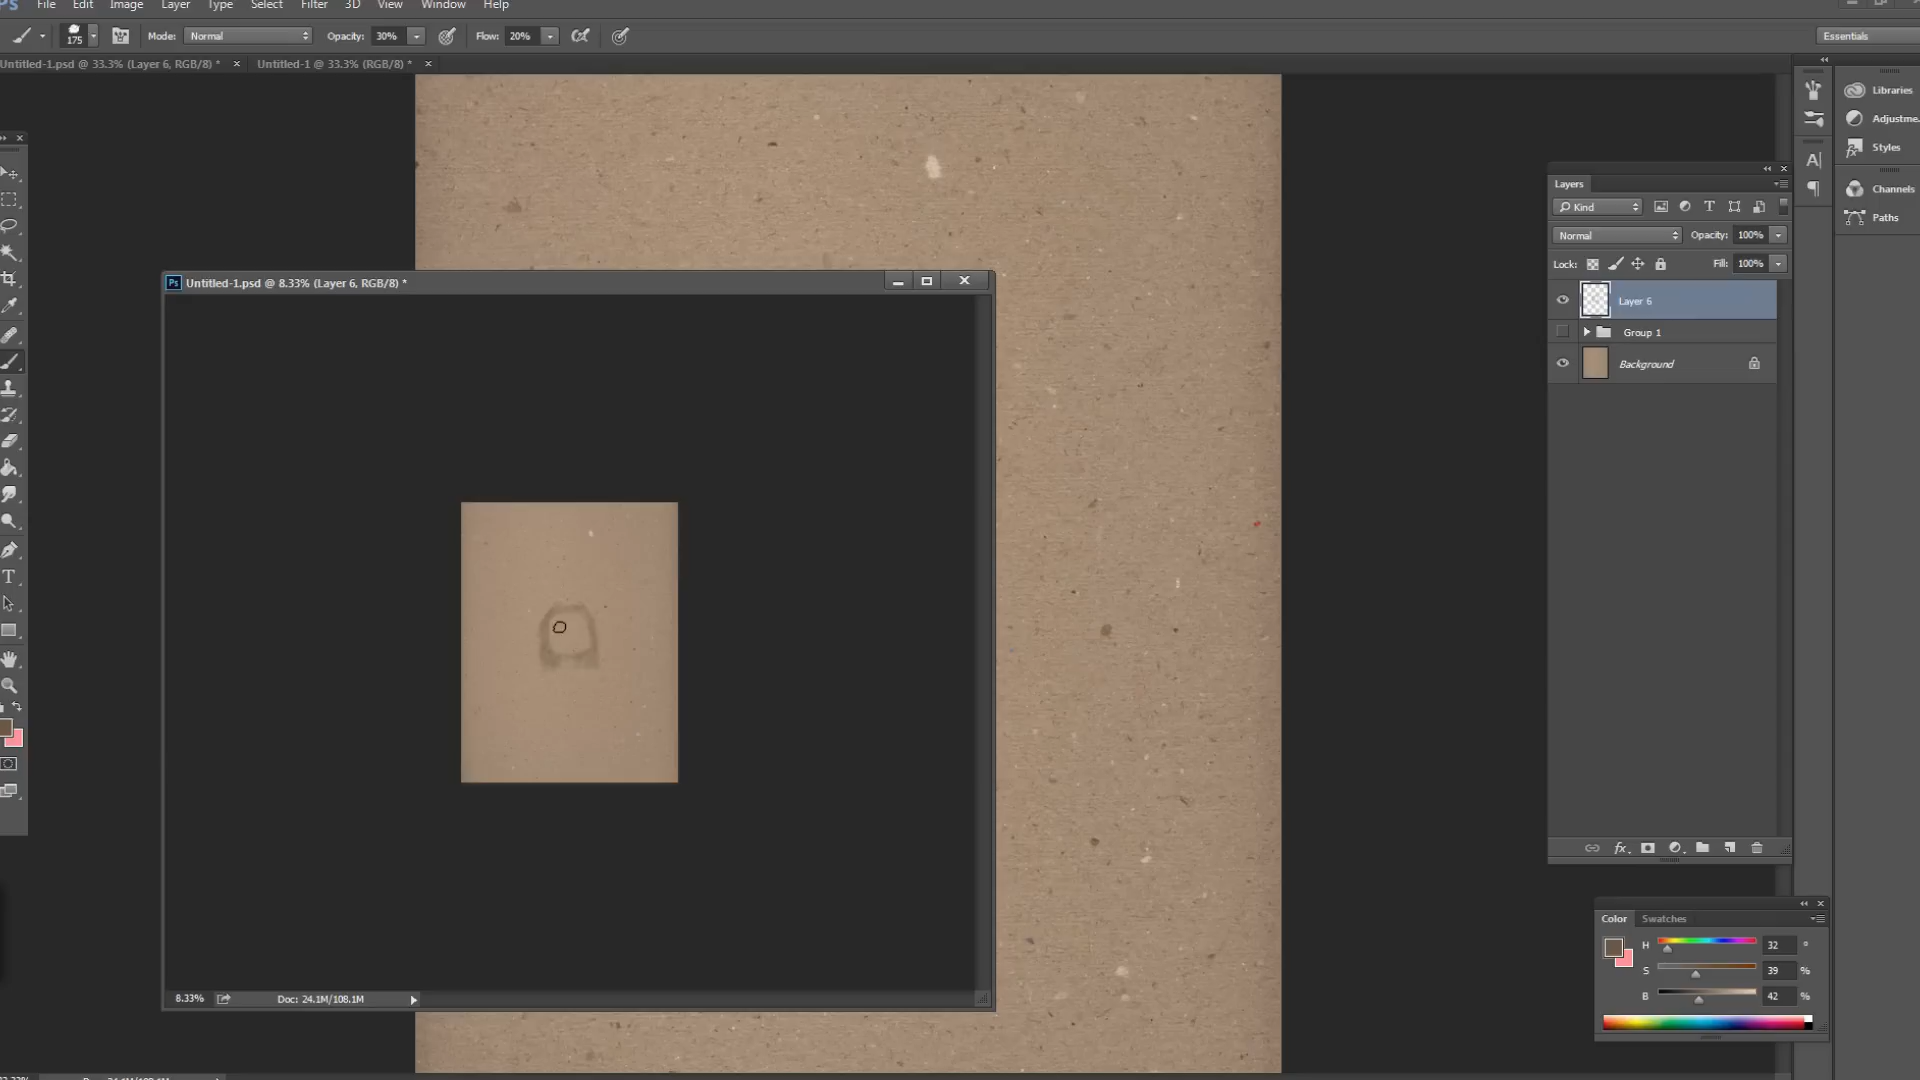 PS File Edit Image Layer Type Select Filter 3D View Window Help
175 Mode: Normal Opacity: 30% Flow: 20% Essentials
Untitled-1.psd @ 33.3% (Layer 6, RGB/8) * × Untitled-1 @ 33.3% (RGB/8) * ×
Libraries
Adjustme...
Styles
Channels
Paths
Layers
Kind
Normal Opacity: 100%
Lock: Fill: 100%
Layer 6
Group 1
Background
Ps Untitled-1.psd @ 8.33% (Layer 6, RGB/8) *
8.33% Doc: 24.1M/108.1M
Color Swatches
H 32 °
S 39 %
B 42 %